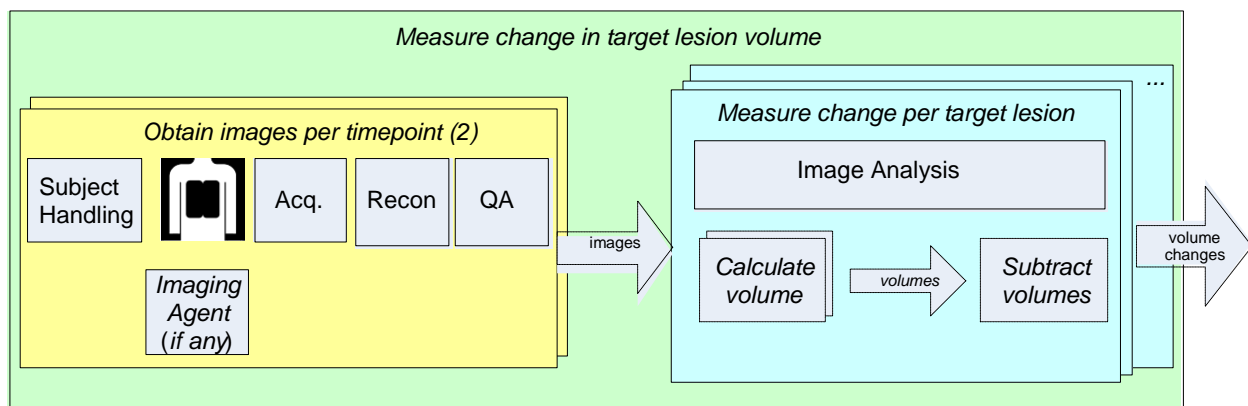 Measure change in target lesion volume
...
Obtain images per timepoint (2)
Subject
Handling
Acq.
Recon
QA
Imaging
Agent
(if any)
images
Measure change per target lesion
Image Analysis
Calculate
volume
volumes
Subtract
volumes
volume
changes